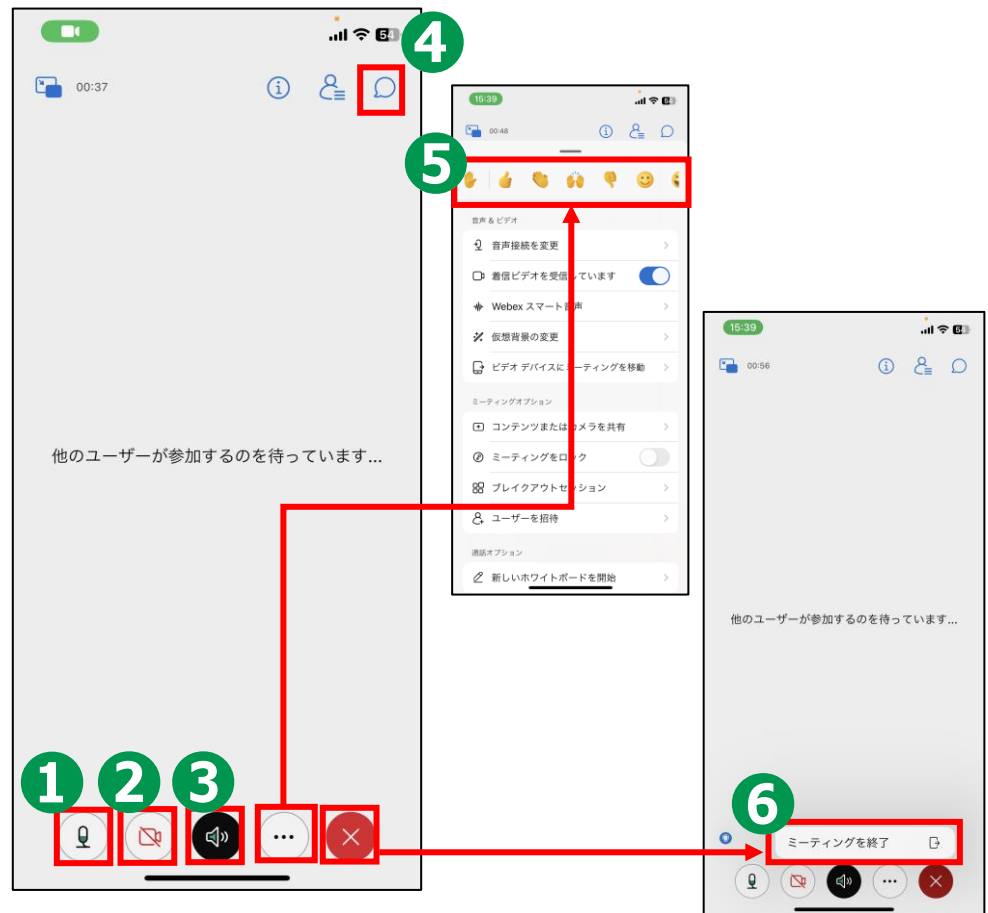 54
4
00:37
他のユーザーが参加するのを待っています...
1
2
3
15:39
54
00:48
5
音声 & ビデオ
音声接続を変更
着信ビデオを受信しています
Webex スマート音声
仮想背景の変更
ビデオ デバイスにミーティングを移動
ミーティングオプション
コンテンツまたはカメラを共有
ミーティングをロック
ブレイクアウトセッション
ユーザーを招待
通話オプション
新しいホワイトボードを開始
15:39
54
00:56
他のユーザーが参加するのを待っています...
6
ミーティングを終了